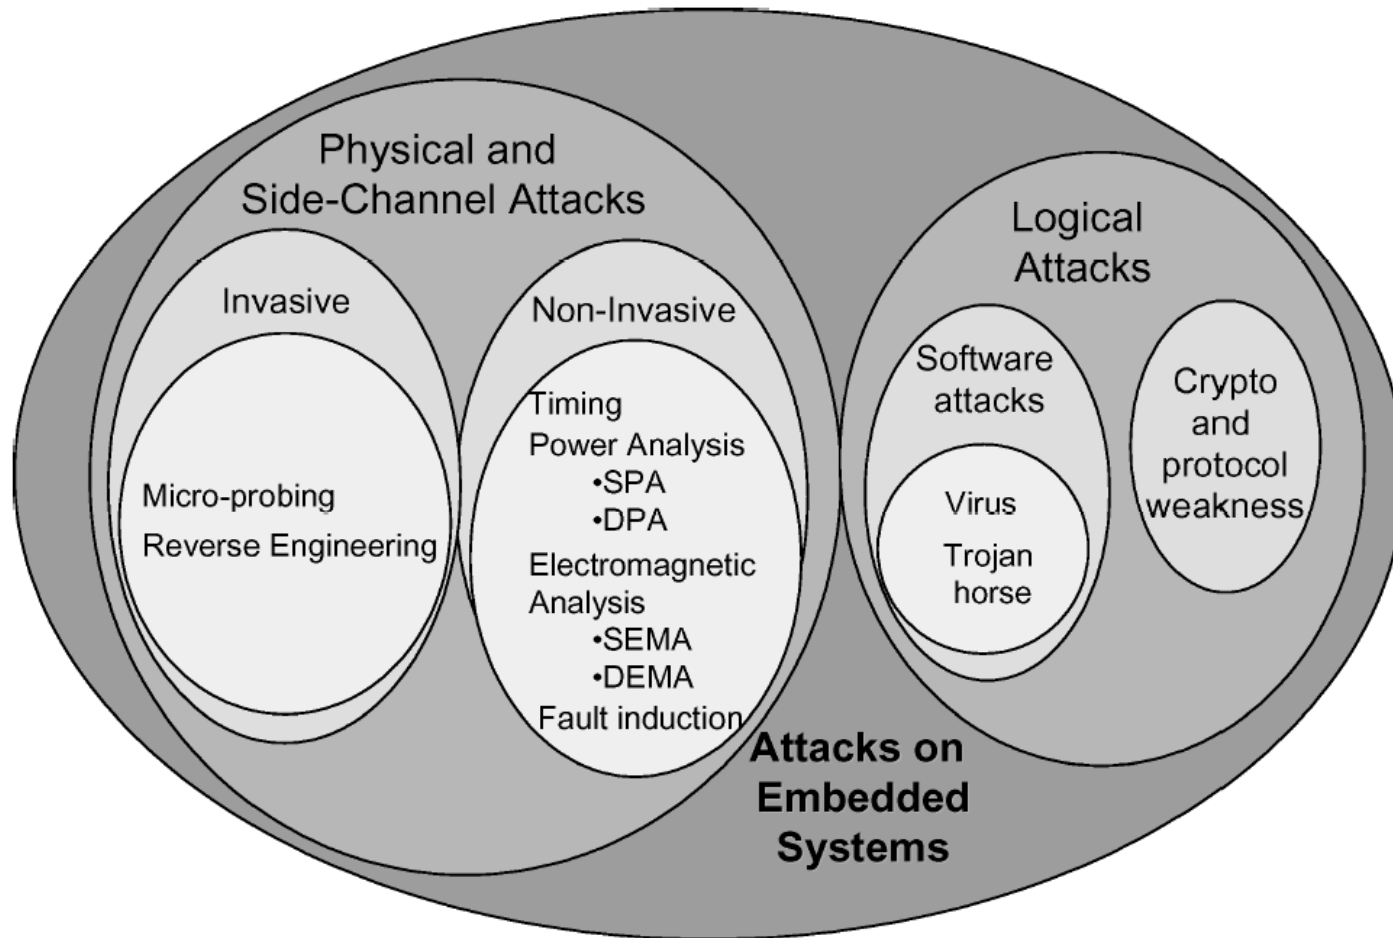 Physical and
Side-Channel Attacks
Invasive
Micro-probing
Reverse Engineering
Non-Invasive
Timing
Power Analysis
•SPA
•DPA
Electromagnetic
Analysis
•SEMA
•DEMA
Fault induction
Logical
Attacks
Software
attacks
Virus
Trojan
horse
Crypto
and
protocol
weakness
Attacks on
Embedded
Systems